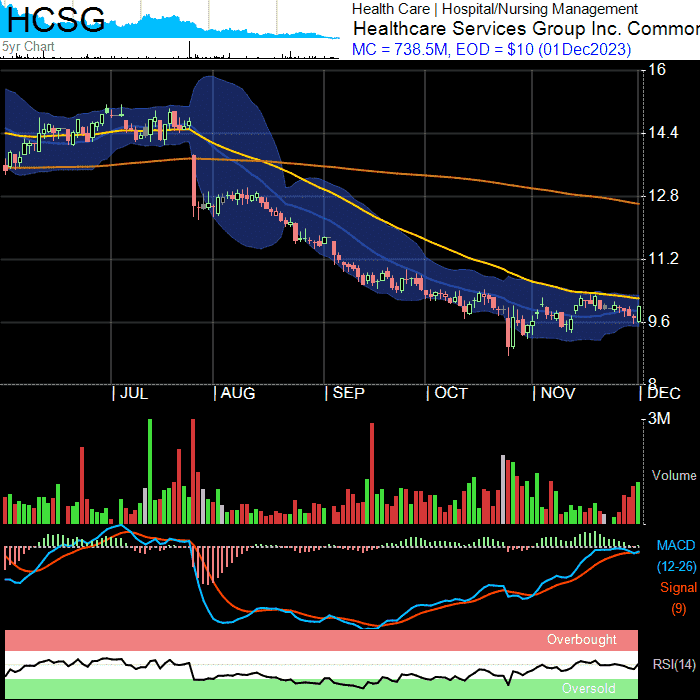 HCSG
5yr Chart
Health Care | Hospital/Nursing Management
Healthcare Services Group Inc. Common
MC = 738.5M, EOD = $10 (01Dec2023)
16
14.4
12.8
11.2
9.6
8
JUL AUG SEP OCT NOV DEC
3M
Volume
MACD
(12-26)
Signal
(9)
Overbought
RSI(14)
Oversold